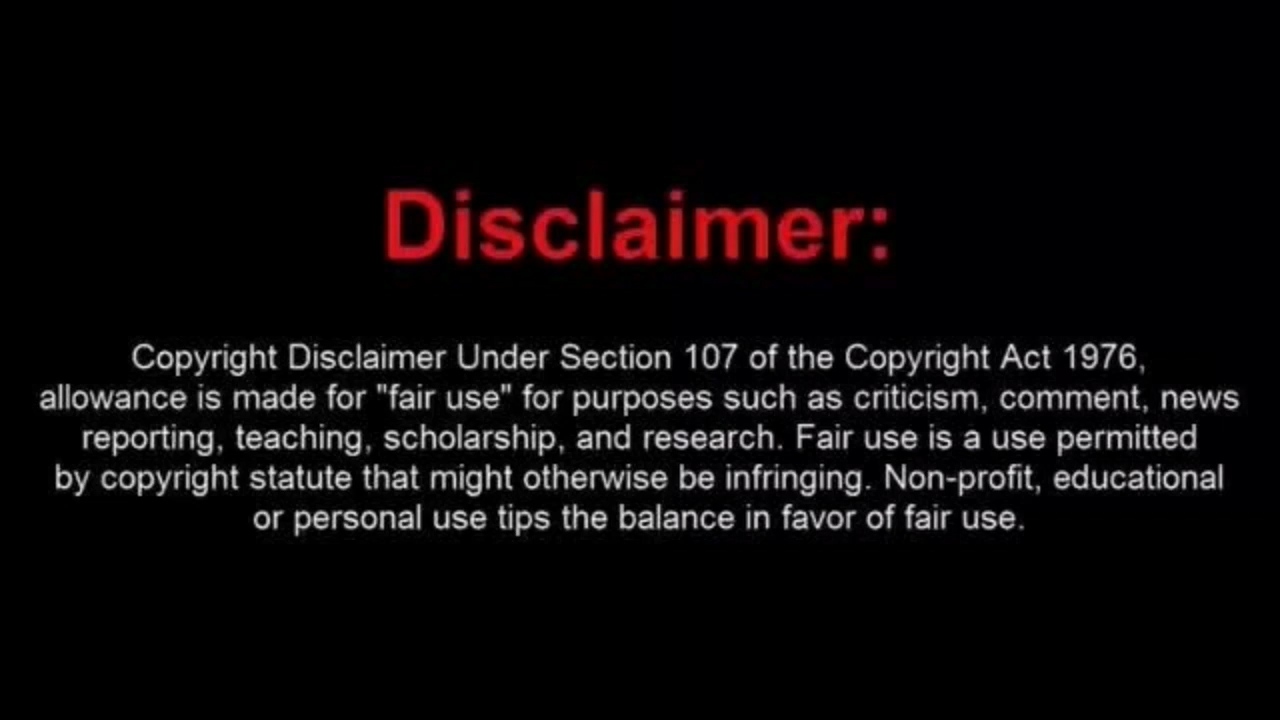 Disclaimer:
Copyright Disclaimer Under Section 107 of the Copyright Act 1976,
allowance is made for "fair use" for purposes such as criticism, comment, news
reporting, teaching, scholarship, and research. Fair use is a use permitted
by copyright statute that might otherwise be infringing. Non-profit, educational
or personal use tips the balance in favor of fair use.